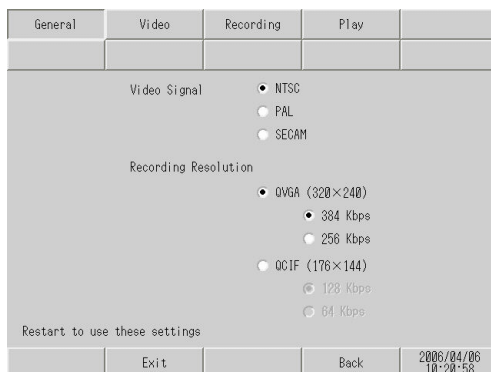 General Video Recording Play
Video Signal NTSC
PAL
SECAM
Recording Resolution
QVGA (320×240)
384 Kbps
256 Kbps
QCIF (176×144)
128 Kbps
64 Kbps
Restart to use these settings
Exit Back 2006/04/06
10:20:58